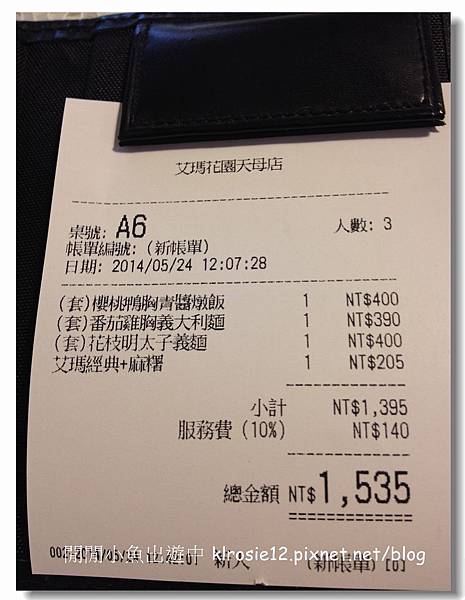 艾瑪花園天母店
桌號: A6 人數: 3
帳單編號: (新帳單)
日期: 2014/05/24 12:07:28
(套)櫻桃鴨胸青醬燉飯 1 NT$400
(套)番茄雞胸義大利麵 1 NT$390
(套)花枝明太子義麵 1 NT$400
艾瑪經典+麻糬 1 NT$205
小計 NT$1,395
服務費 (10%) NT$140
總金額 NT$1,535
(新帳單) [0]
閒閒小魚出遊中 klrosie12.pixnet.net/blog